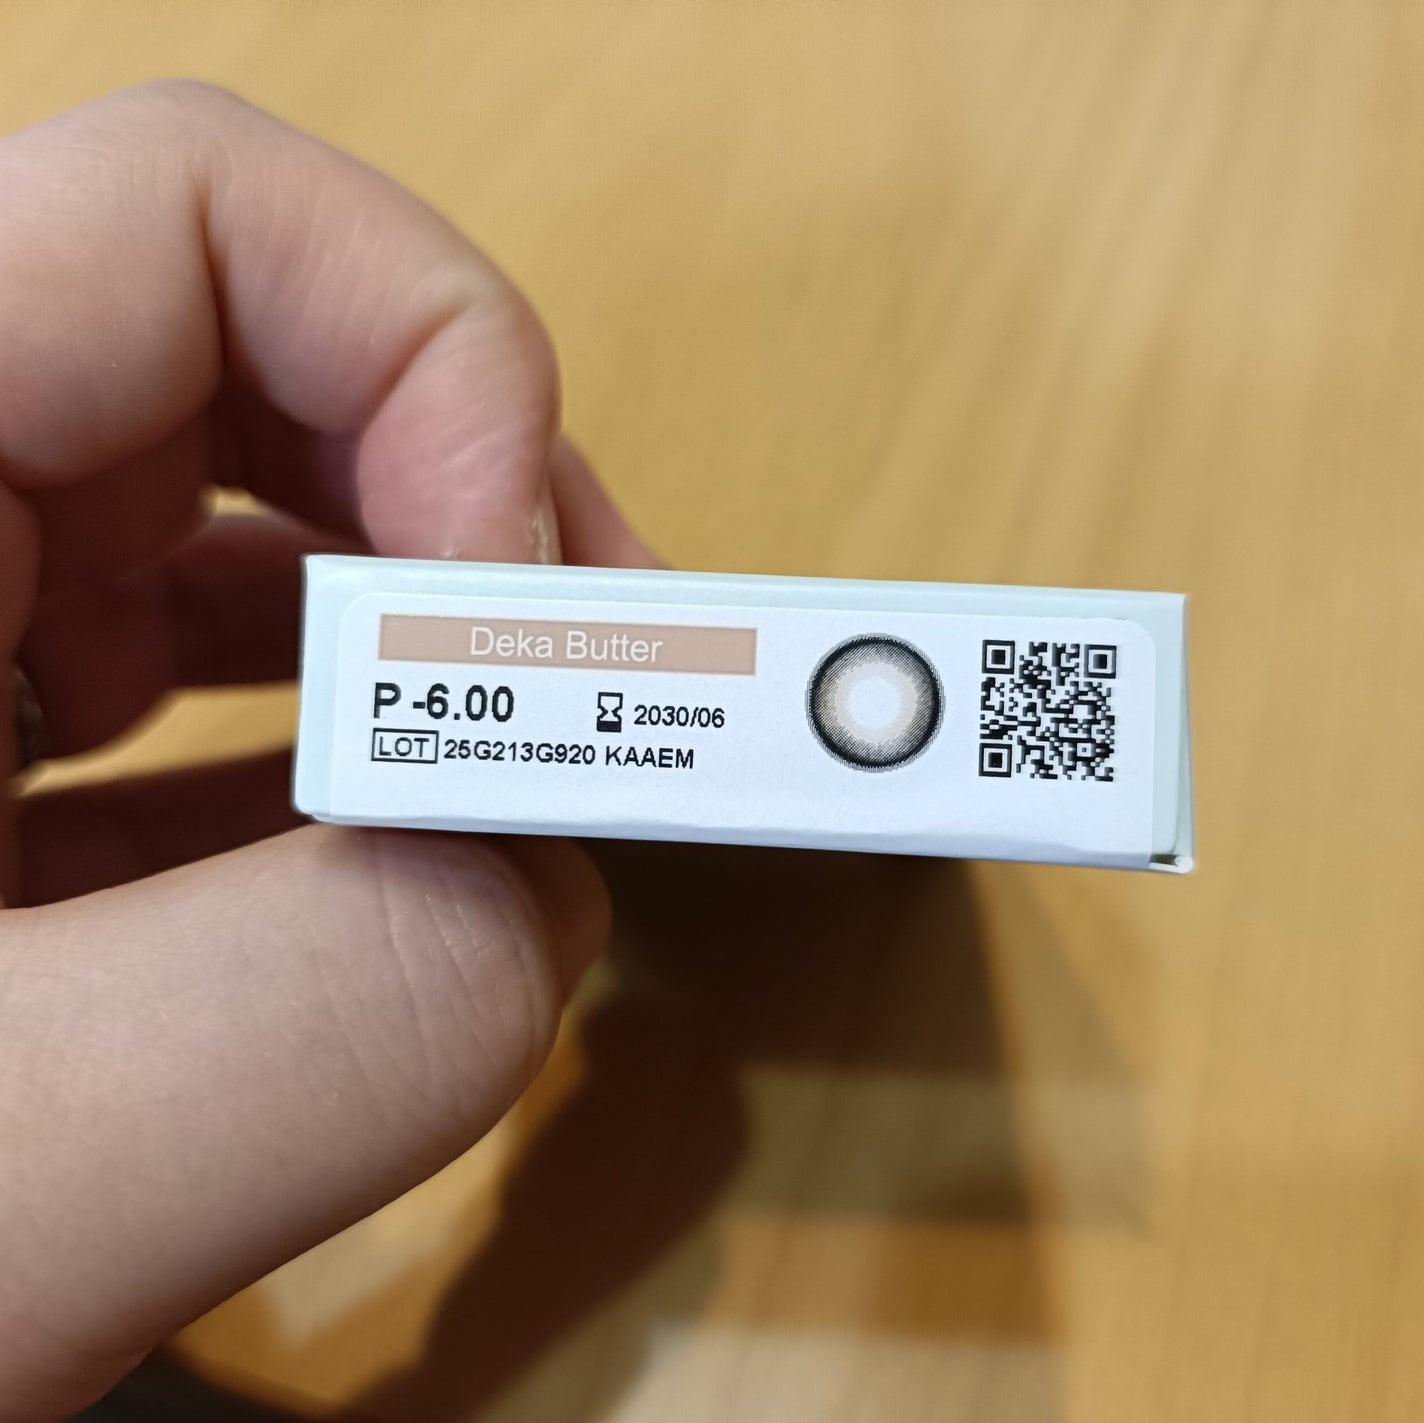 Deka Butter
P -6.00
2030/06
LOT 25G213G920 KAAEM